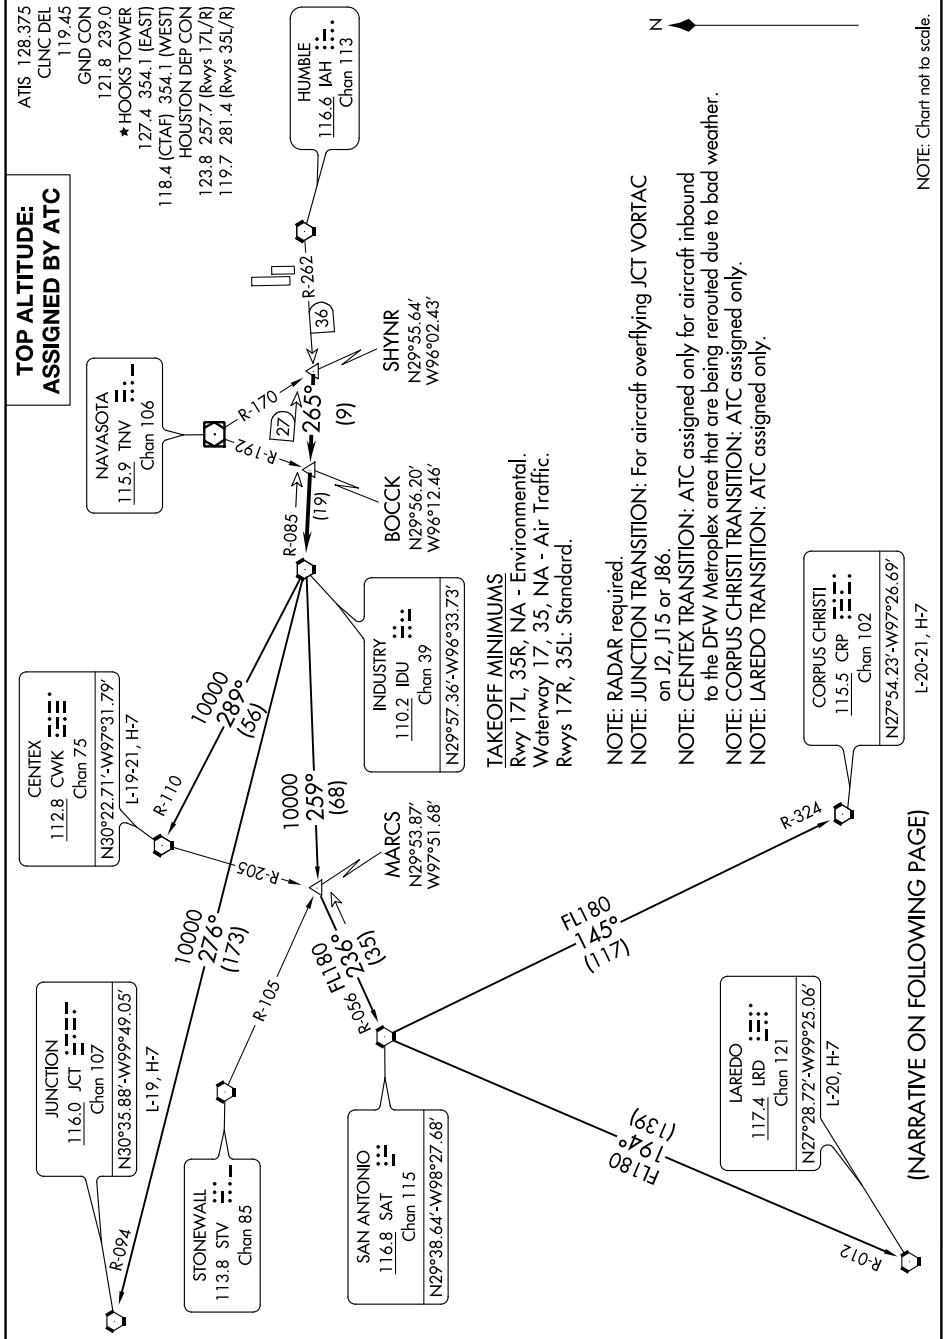 TOP ALTITUDE:
ASSIGNED BY ATC
ATIS 128.375
CLNC DEL
119.45
GND CON
121.8 239.0
★ HOOKS TOWER
127.4 354.1 (EAST)
118.4 (CTAF) 354.1 (WEST)
HOUSTON DEP CON
123.8 257.7 (Rwys 17L/R)
119.7 281.4 (Rwys 35L/R)
JUNCTION
116.0 JCT
Chan 107
N30°35.88'-W99°49.05'
L-19, H-7
R-094
CENTEX
112.8 CWK
Chan 75
N30°22.71'-W97°31.79'
L-19-21, H-7
R-110
R-205
NAVASOTA
115.9 TNV
Chan 106
R-170
R-192
HUMBLE
116.6 IAH
Chan 113
R-262
36
27
265°
(9)
R-085
(19)
SHYNR
N29°55.64'
W96°02.43'
BOCCK
N29°56.20'
W96°12.46'
10000
289°
(56)
10000
276°
(173)
10000
259°
(68)
INDUSTRY
110.2 IDU
Chan 39
N29°57.36'-W96°33.73'
STONEWALL
113.8 STV
Chan 85
R-105
MARCS
N29°53.87'
W97°51.68'
FL180
236°
(35)
R-056
SAN ANTONIO
116.8 SAT
Chan 115
N29°38.64'-W98°27.68'
FL180
145°
(117)
R-324
CORPUS CHRISTI
115.5 CRP
Chan 102
N27°54.23'-W97°26.69'
L-20-21, H-7
FL180
194°
(139)
R-012
LAREDO
117.4 LRD
Chan 121
N27°28.72'-W99°25.06'
L-20, H-7
N
TAKEOFF MINIMUMS
Rwy 17L, 35R, NA - Environmental.
Waterway 17, 35, NA - Air Traffic.
Rwys 17R, 35L: Standard.
NOTE: RADAR required.
NOTE: JUNCTION TRANSITION: For aircraft overflying JCT VORTAC
on J2, J15 or J86.
NOTE: CENTEX TRANSITION: ATC assigned only for aircraft inbound
to the DFW Metroplex area that are being rerouted due to bad weather.
NOTE: CORPUS CHRISTI TRANSITION: ATC assigned only.
NOTE: LAREDO TRANSITION: ATC assigned only.
(NARRATIVE ON FOLLOWING PAGE)
NOTE: Chart not to scale.